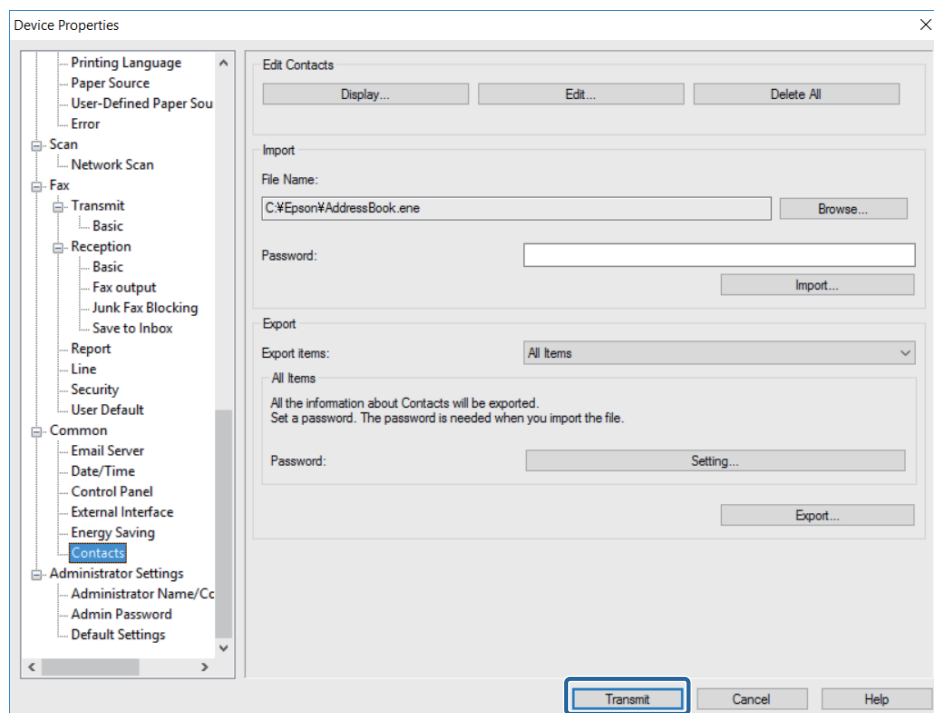 Device Properties
Printing Language
Paper Source
User-Defined Paper Sou
Error
Scan
Network Scan
Fax
Transmit
Basic
Reception
Basic
Fax output
Junk Fax Blocking
Save to Inbox
Report
Line
Security
User Default
Common
Email Server
Date/Time
Control Panel
External Interface
Energy Saving
Contacts
Administrator Settings
Administrator Name/Cc
Admin Password
Default Settings
Edit Contacts
Display...
Edit...
Delete All
Import
File Name:
C:¥Epson¥AddressBook.ene
Browse...
Password:
Import...
Export
Export items:
All Items
All Items
All the information about Contacts will be exported.
Set a password. The password is needed when you import the file.
Password:
Setting...
Export...
Transmit
Cancel
Help